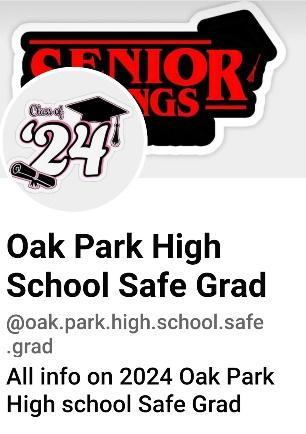 SENIOR
NGS
Class of
'24
Oak Park High
School Safe Grad
@oak.park.high.school.safe
.grad
All info on 2024 Oak Park
High school Safe Grad